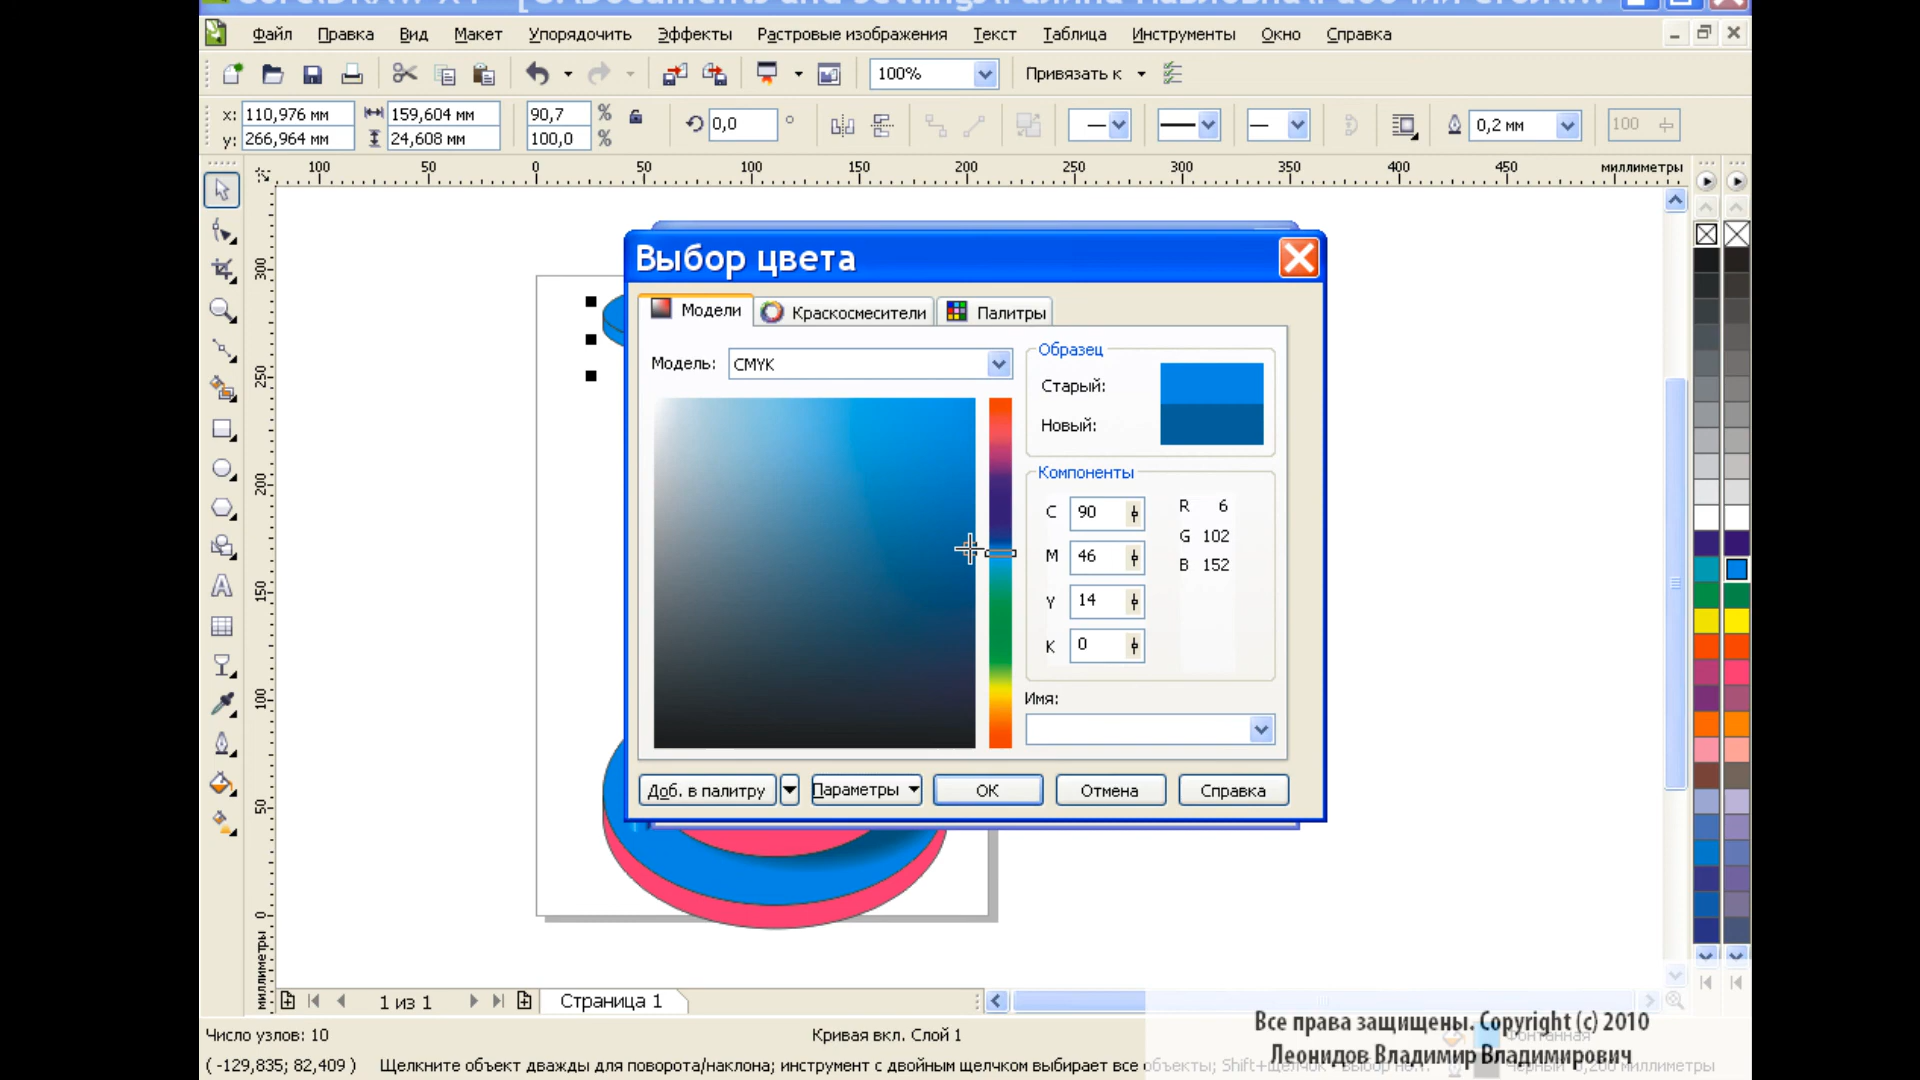 Файл Правка Вид Макет Упорядочить Эффекты Растровые изображения Текст Таблица Инструменты Окно Справка
100% Привязать к
x: 110,976 мм 159,604 мм 90,7 % 0,0 ° 0,2 мм 100
y: 266,964 мм 24,608 мм 100,0 %
100 50 0 50 100 150 200 250 300 350 400 450 миллиметры
300
250
200
150
100
50
0
миллиметры
Выбор цвета
Модели Краскосмесители Палитры
Модель: CMYK
Образец
Старый:
Новый:
Компоненты
C 90 R 6
M 46 G 102
Y 14 B 152
K 0
Имя:
Доб. в палитру Параметры ОК Отмена Справка
1 из 1 Страница 1
Число узлов: 10 Кривая вкл. Слой 1
( -129,835; 82,409 ) Щелкните объект дважды для поворота/наклона; инструмент с двойным щелчком выбирает все объекты;
Все права защищены. Copyright (c) 2010
Леонидов Владимир Владимирович